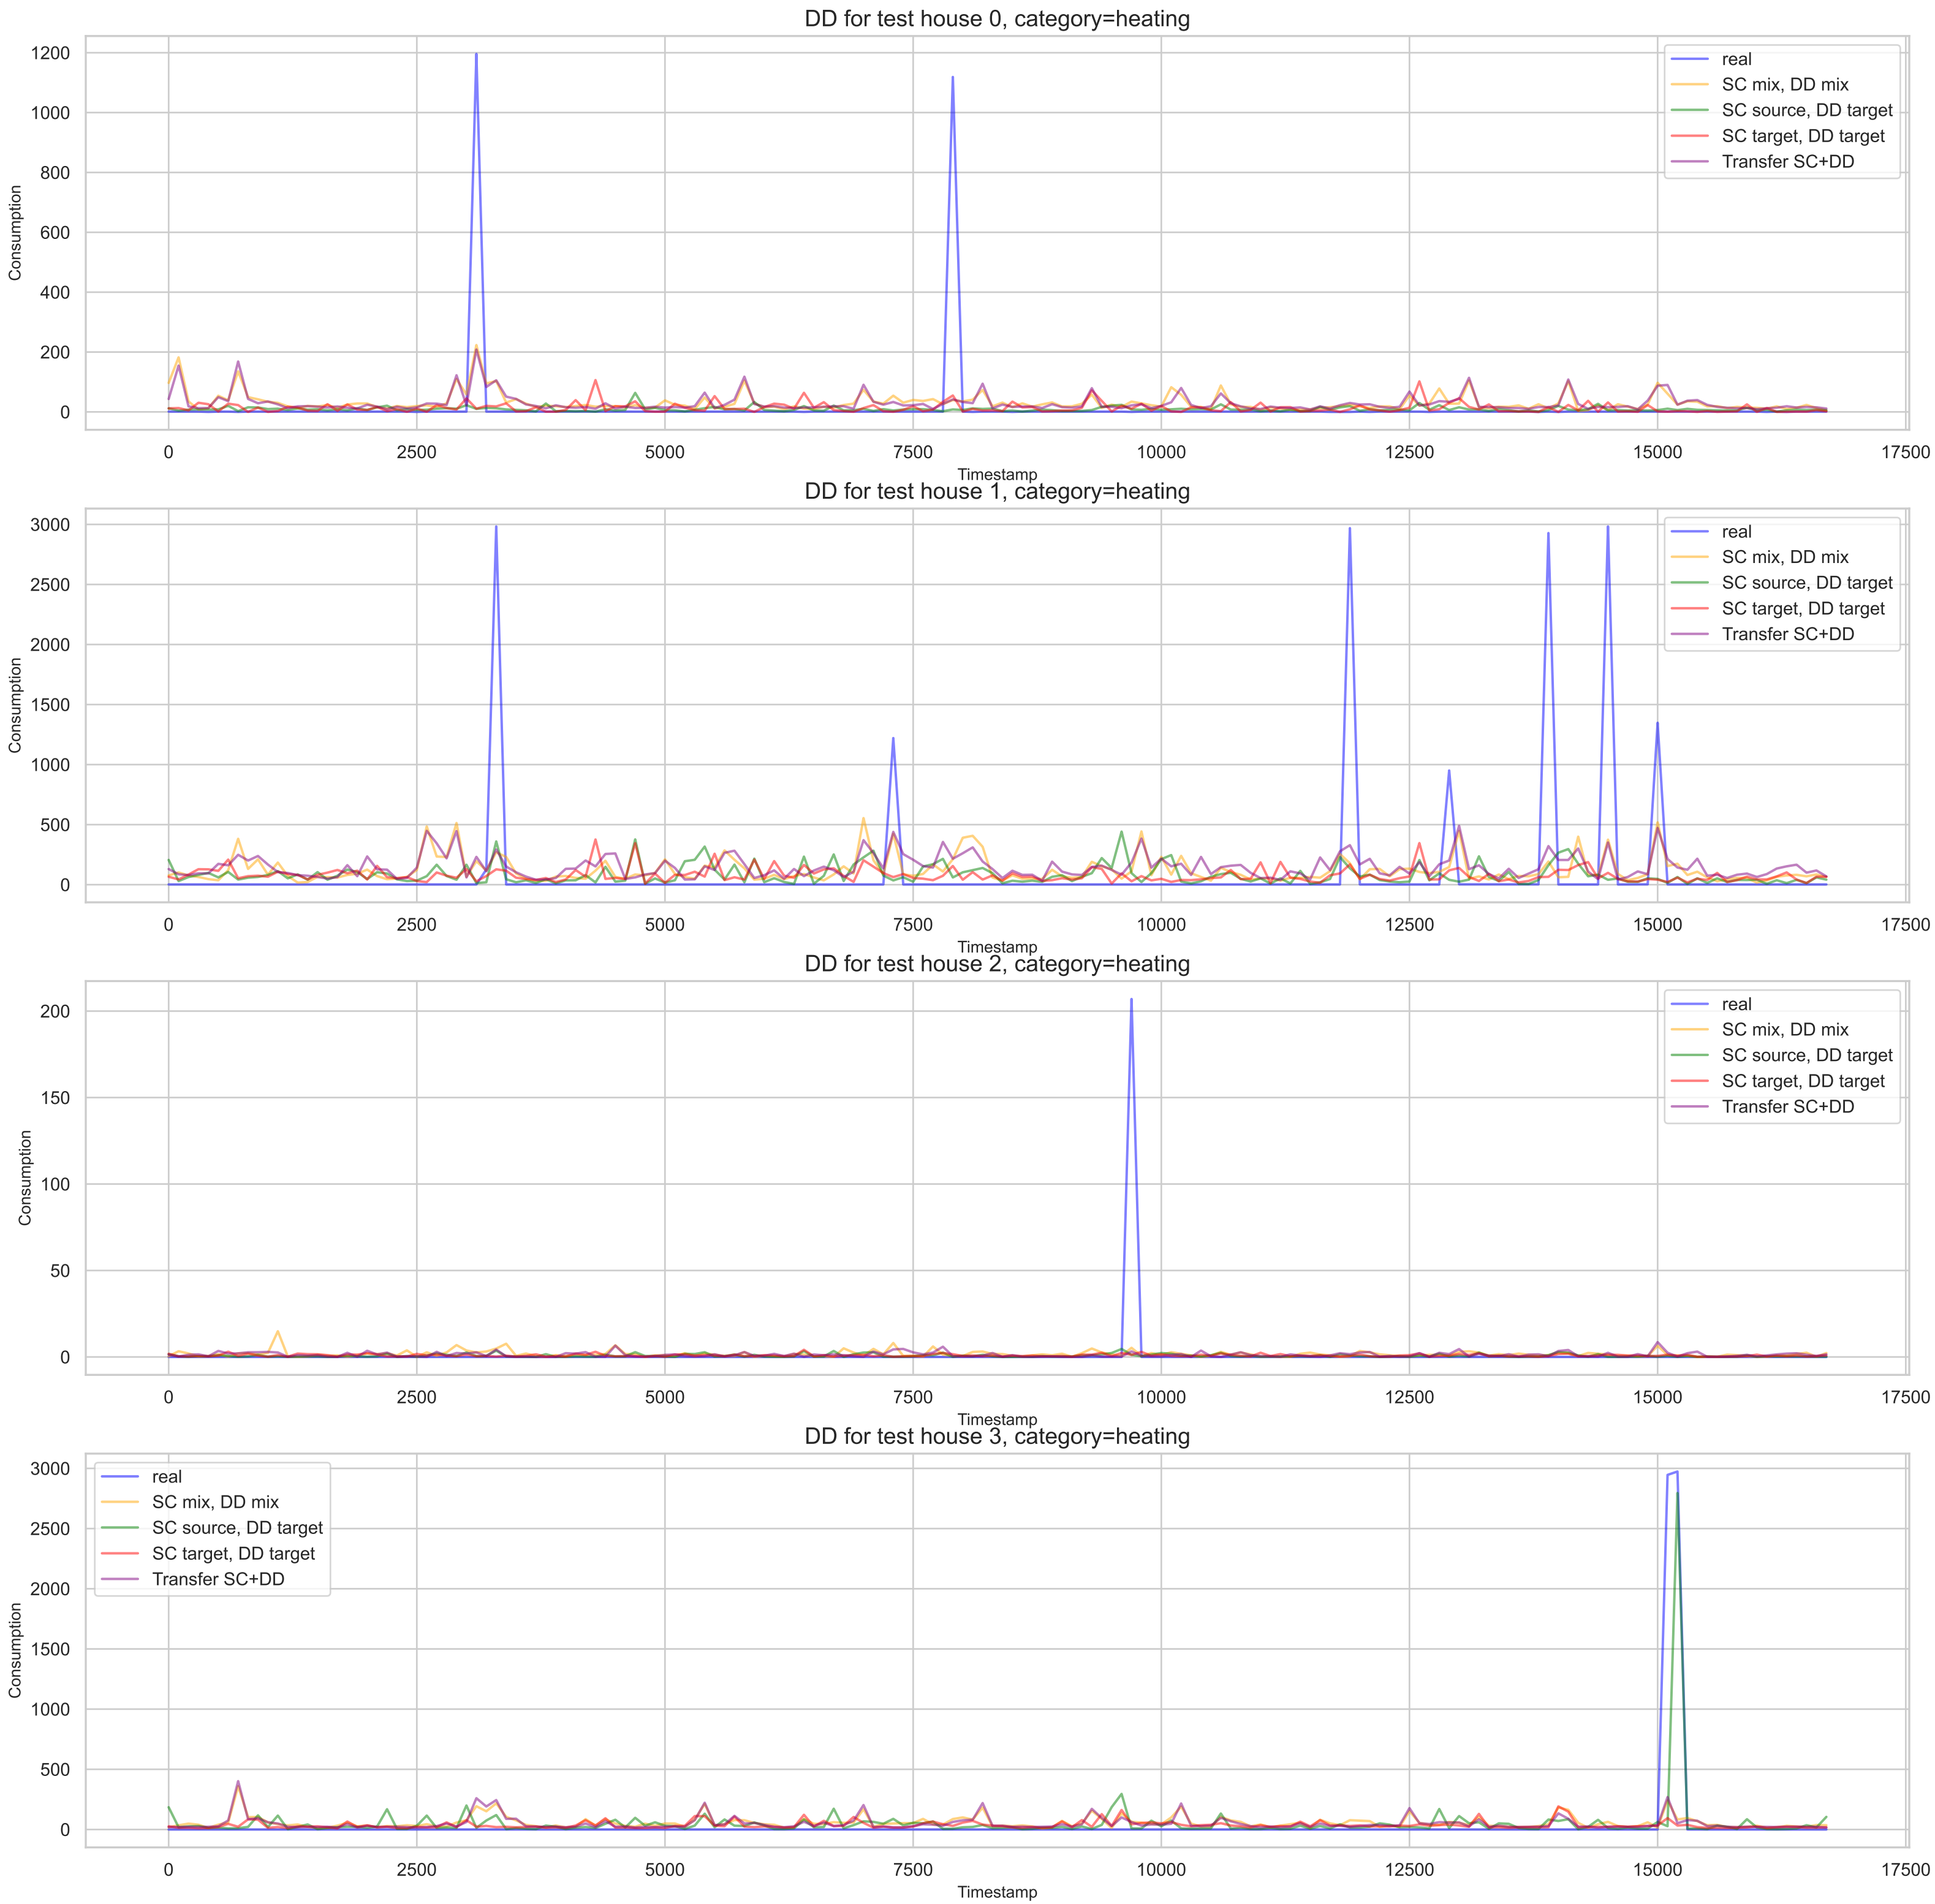 DD for test house 0, category=heating
1200
1000
800
600
400
200
0
Consumption
real
SC mix, DD mix
SC source, DD target
SC target, DD target
Transfer SC+DD
0 2500 5000 7500 10000 12500 15000 17500
Timestamp
DD for test house 1, category=heating
3000
2500
2000
1500
1000
500
0
Consumption
real
SC mix, DD mix
SC source, DD target
SC target, DD target
Transfer SC+DD
0 2500 5000 7500 10000 12500 15000 17500
Timestamp
DD for test house 2, category=heating
200
150
100
50
0
Consumption
real
SC mix, DD mix
SC source, DD target
SC target, DD target
Transfer SC+DD
0 2500 5000 7500 10000 12500 15000 17500
Timestamp
DD for test house 3, category=heating
3000
2500
2000
1500
1000
500
0
Consumption
real
SC mix, DD mix
SC source, DD target
SC target, DD target
Transfer SC+DD
0 2500 5000 7500 10000 12500 15000 17500
Timestamp